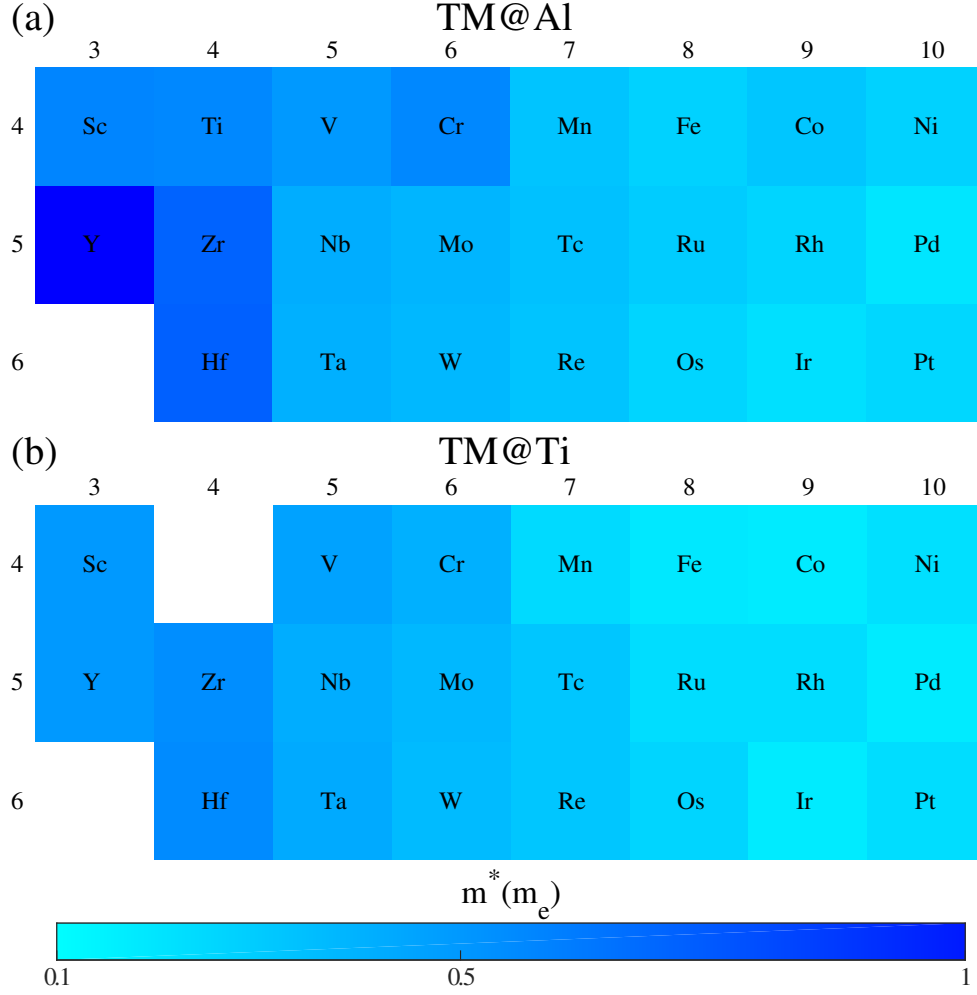 (a) TM@Al
3 4 5 6 7 8 9 10
4 Sc Ti V Cr Mn Fe Co Ni
5 Y Zr Nb Mo Tc Ru Rh Pd
6 Hf Ta W Re Os Ir Pt
(b) TM@Ti
3 4 5 6 7 8 9 10
4 Sc V Cr Mn Fe Co Ni
5 Y Zr Nb Mo Tc Ru Rh Pd
6 Hf Ta W Re Os Ir Pt
m*(m_e)
0.1 0.5 1